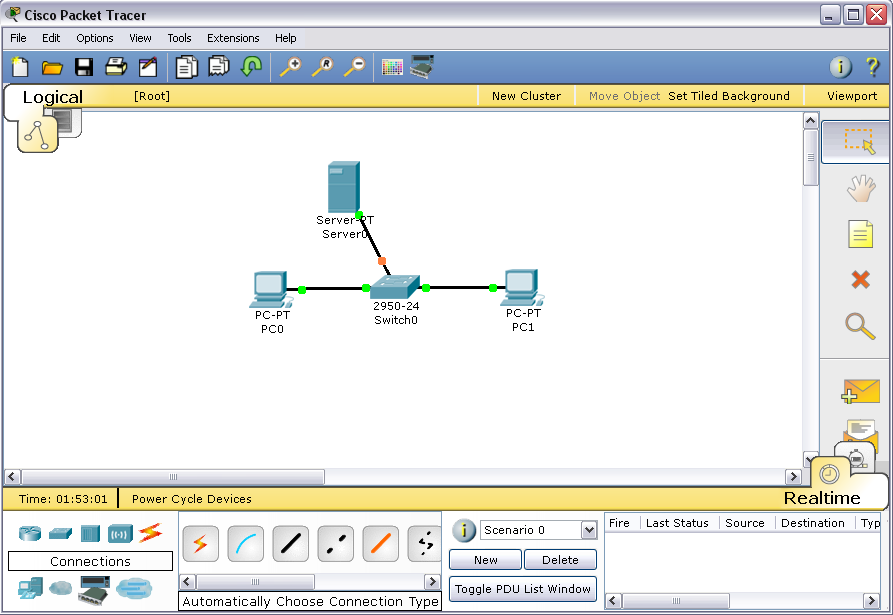 Cisco Packet Tracer
File Edit Options View Tools Extensions Help
Logical [Root] New Cluster Move Object Set Tiled Background Viewport
Server-PT
Server0
PC-PT
PC0
2950-24
Switch0
PC-PT
PC1
Time: 01:53:01 Power Cycle Devices
Realtime
Connections
Automatically Choose Connection Type
Scenario 0
New Delete
Toggle PDU List Window
Fire Last Status Source Destination Typ